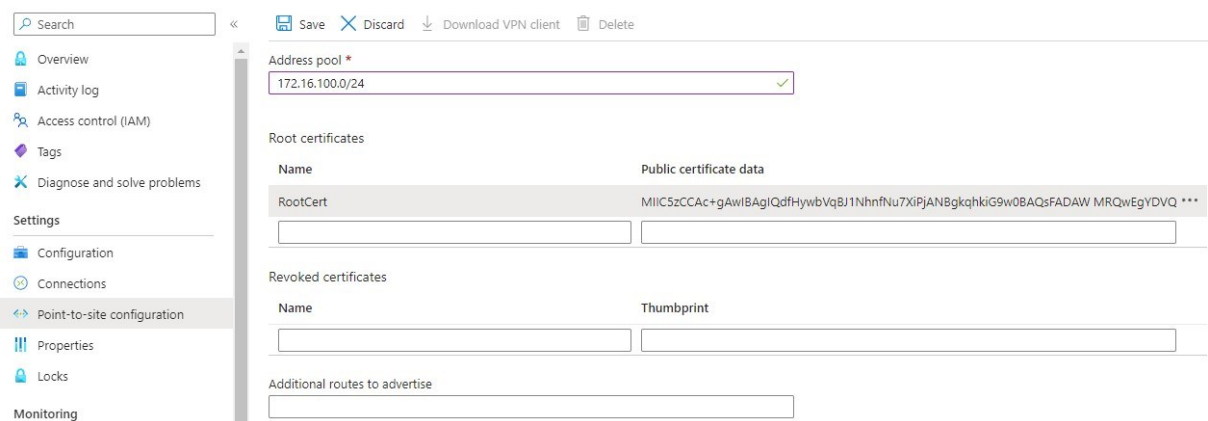 Search
«
Save
Discard
Download VPN client
Delete
Overview
Activity log
Access control (IAM)
Tags
Diagnose and solve problems
Settings
Configuration
Connections
Point-to-site configuration
Properties
Locks
Monitoring
Address pool *
172.16.100.0/24
Root certificates
Name Public certificate data
RootCert MIIC5zCCAc+gAwIBAgIQdfHywbVqBJ1NhnfNu7XiPjANBgkqhkiG9w0BAQsFADAW MRQwEgYDVQ ···
Revoked certificates
Name Thumbprint
Additional routes to advertise